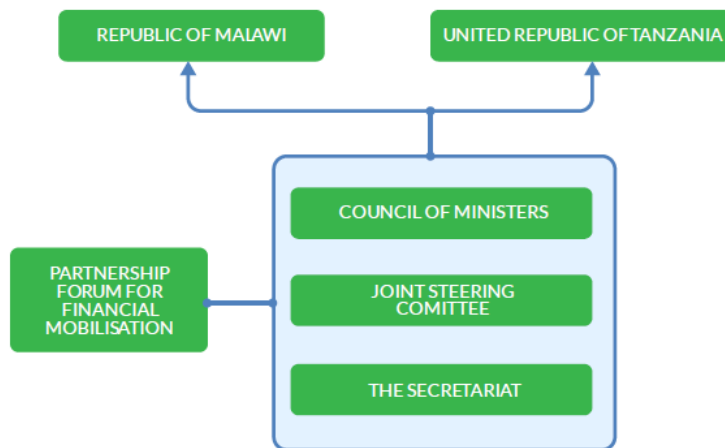 REPUBLIC OF MALAWI
UNITED REPUBLIC OF TANZANIA
COUNCIL OF MINISTERS
PARTNERSHIP
FORUM FOR
FINANCIAL
MOBILISATION
JOINT STEERING
COMITTEE
THE SECRETARIAT